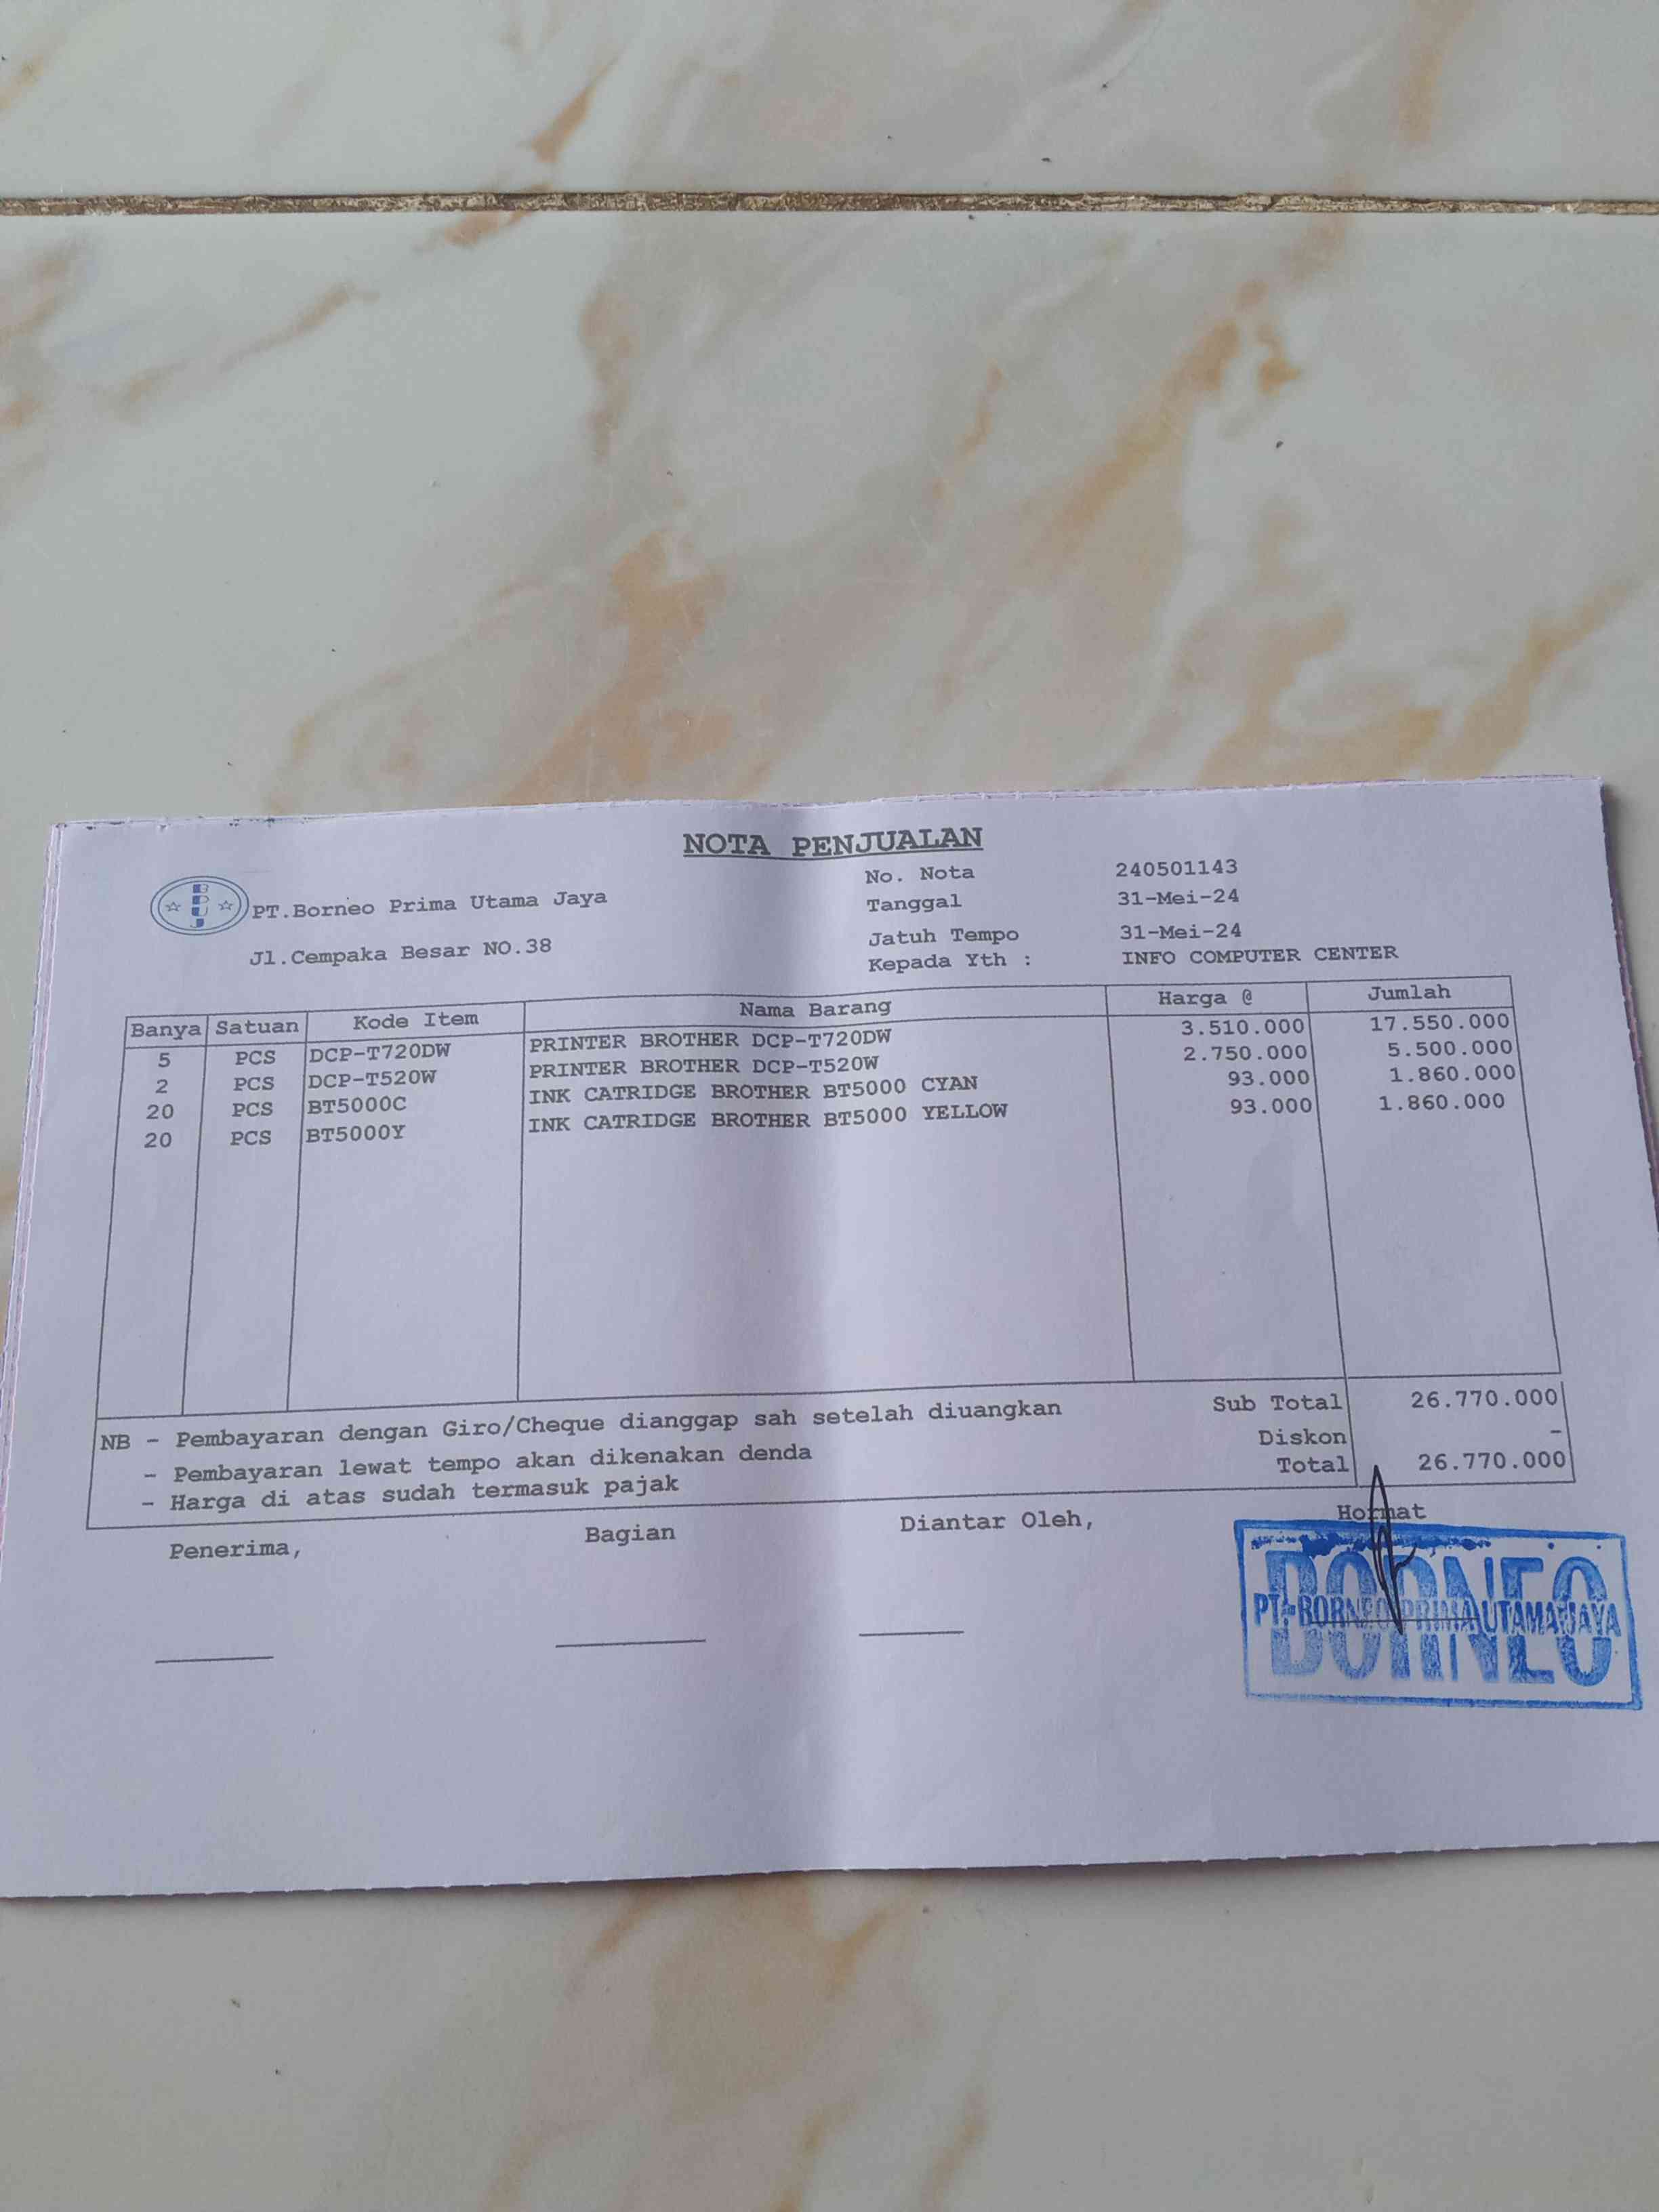 NOTA PENJUALAN
BPUJ
PT.Borneo Prima Utama Jaya
Jl.Cempaka Besar NO.38
No. Nota 240501143
Tanggal 31-Mei-24
Jatuh Tempo 31-Mei-24
Kepada Yth : INFO COMPUTER CENTER
Banya Satuan Kode Item Nama Barang Harga @ Jumlah
5 PCS DCP-T720DW PRINTER BROTHER DCP-T720DW 3.510.000 17.550.000
2 PCS DCP-T520W PRINTER BROTHER DCP-T520W 2.750.000 5.500.000
20 PCS BT5000C INK CATRIDGE BROTHER BT5000 CYAN 93.000 1.860.000
20 PCS BT5000Y INK CATRIDGE BROTHER BT5000 YELLOW 93.000 1.860.000
Sub Total 26.770.000
Diskon -
Total 26.770.000
NB - Pembayaran dengan Giro/Cheque dianggap sah setelah diuangkan
- Pembayaran lewat tempo akan dikenakan denda
- Harga di atas sudah termasuk pajak
Penerima, Bagian Diantar Oleh, Hormat
BORNEO
PT. BORNEO PRIMA UTAMA JAYA